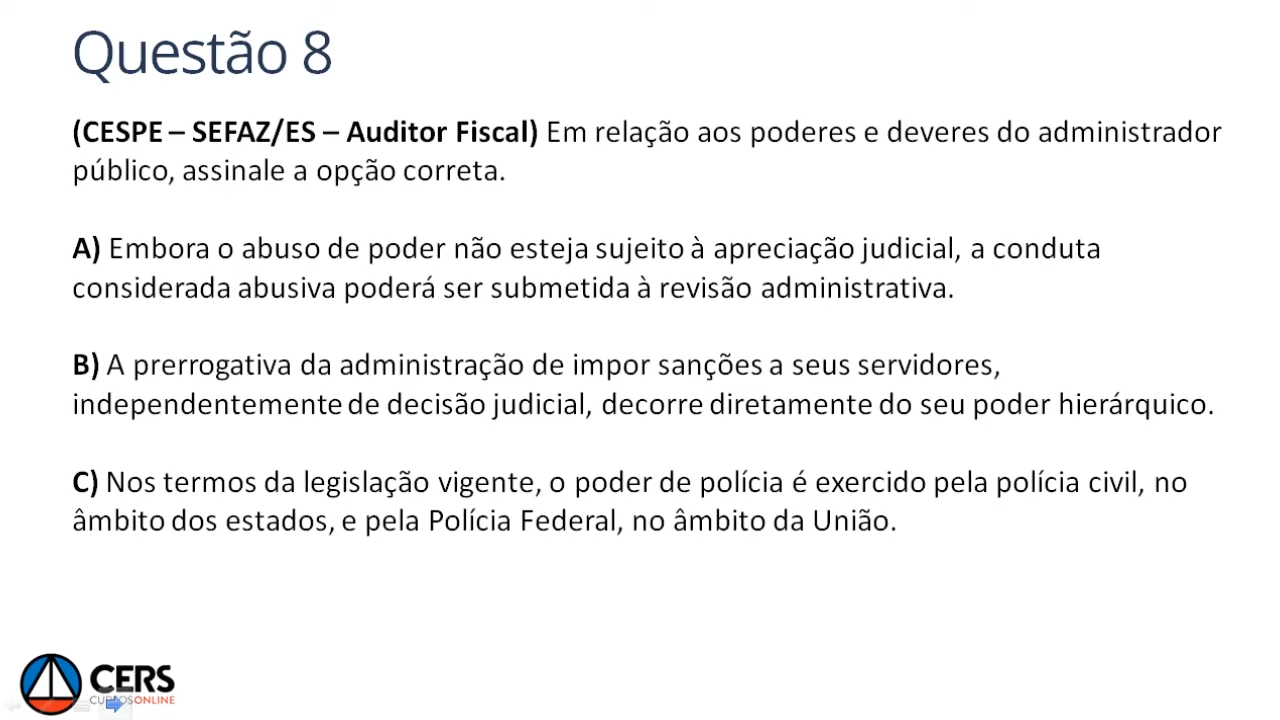 Questão 8
(CESPE – SEFAZ/ES – Auditor Fiscal) Em relação aos poderes e deveres do administrador
público, assinale a opção correta.
A) Embora o abuso de poder não esteja sujeito à apreciação judicial, a conduta
considerada abusiva poderá ser submetida à revisão administrativa.
B) A prerrogativa da administração de impor sanções a seus servidores,
independentemente de decisão judicial, decorre diretamente do seu poder hierárquico.
C) Nos termos da legislação vigente, o poder de polícia é exercido pela polícia civil, no
âmbito dos estados, e pela Polícia Federal, no âmbito da União.
CERS
CURSOS ONLINE